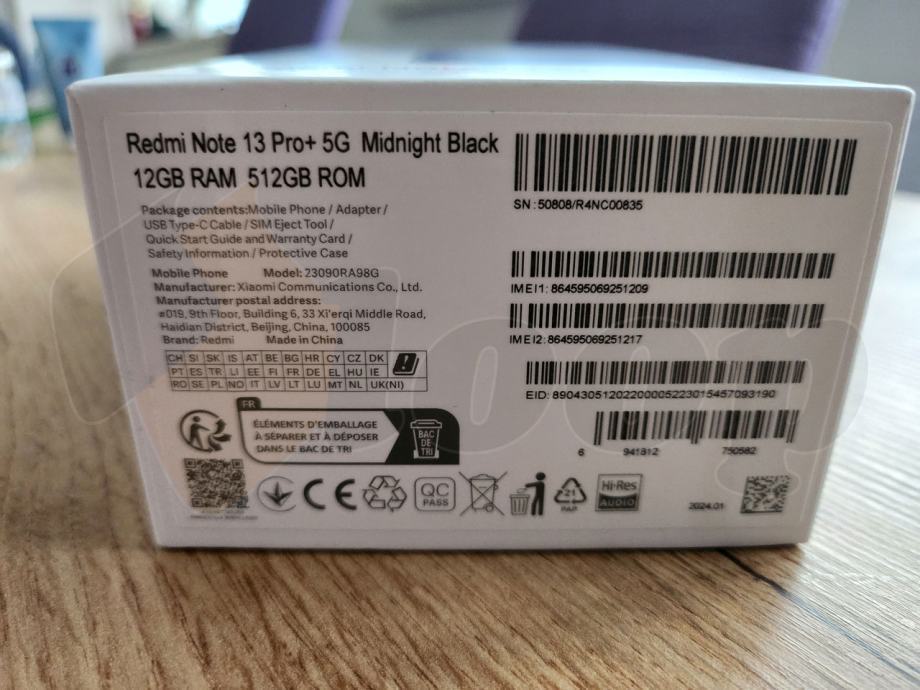 Redmi Note 13 Pro+ 5G Midnight Black
12GB RAM 512GB ROM
Package contents:Mobile Phone / Adapter /
USB Type-C Cable / SIM Eject Tool /
Quick Start Guide and Warranty Card /
Safety Information / Protective Case
Mobile Phone Model: 23090RA98G
Manufacturer: Xiaomi Communications Co., Ltd.
Manufacturer postal address:
#019, 9th Floor, Building 6, 33 Xi'erqi Middle Road,
Haidian District, Beijing, China, 100085
Brand: Redmi Made in China
CH SI SK IS AT BE BG HR CY CZ DK
PT ES TR LI EE FI FR DE EL HU IE
RO SE PL NO IT LV LT LU MT NL UK(NI)
FR
ÉLÉMENTS D'EMBALLAGE
À SÉPARER ET À DÉPOSER
DANS LE BAC DE TRI
BAC
DE
TRI
CE
QC
PASS
21
PAP
Hi-Res
AUDIO
SN: 50808/R4NC00835
IMEI1: 864595069251209
IMEI2: 864595069251217
EID: 89043051202200005223015457093190
6 941812 750582
2024.01
loop